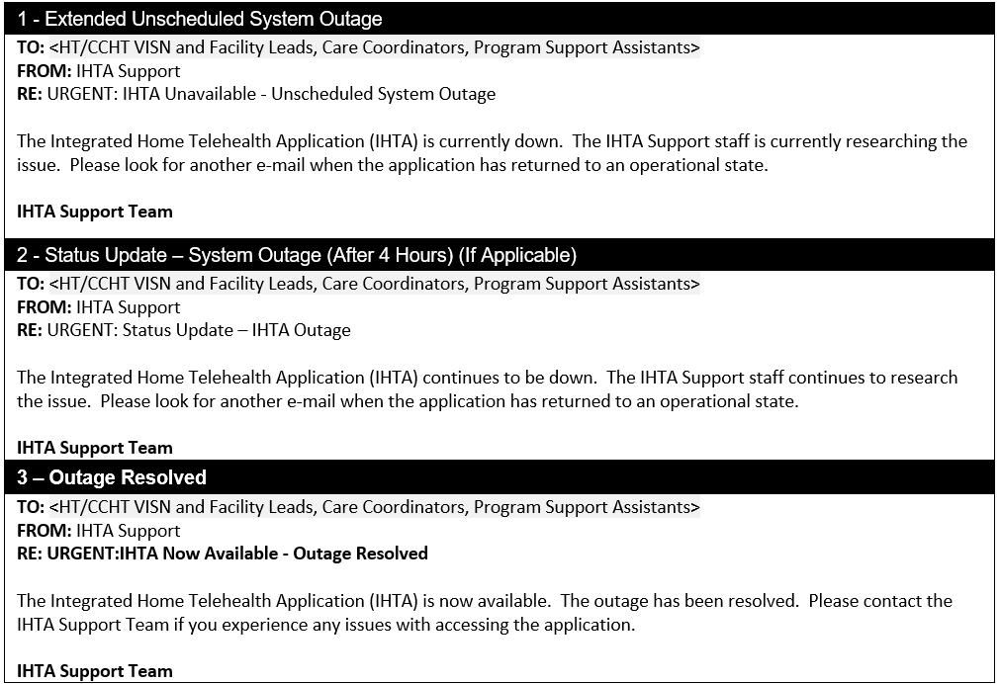 1 - Extended Unscheduled System Outage
TO: <HT/CCHT VISN and Facility Leads, Care Coordinators, Program Support Assistants>
FROM: IHTA Support
RE: URGENT: IHTA Unavailable - Unscheduled System Outage
The Integrated Home Telehealth Application (IHTA) is currently down.  The IHTA Support staff is currently researching the
issue.  Please look for another e-mail when the application has returned to an operational state.
IHTA Support Team
2 - Status Update – System Outage (After 4 Hours) (If Applicable)
TO: <HT/CCHT VISN and Facility Leads, Care Coordinators, Program Support Assistants>
FROM: IHTA Support
RE: URGENT: Status Update – IHTA Outage
The Integrated Home Telehealth Application (IHTA) continues to be down.  The IHTA Support staff continues to research
the issue.  Please look for another e-mail when the application has returned to an operational state.
IHTA Support Team
3 – Outage Resolved
TO: <HT/CCHT VISN and Facility Leads, Care Coordinators, Program Support Assistants>
FROM: IHTA Support
RE: URGENT:IHTA Now Available - Outage Resolved
The Integrated Home Telehealth Application (IHTA) is now available.  The outage has been resolved.  Please contact the
IHTA Support Team if you experience any issues with accessing the application.
IHTA Support Team